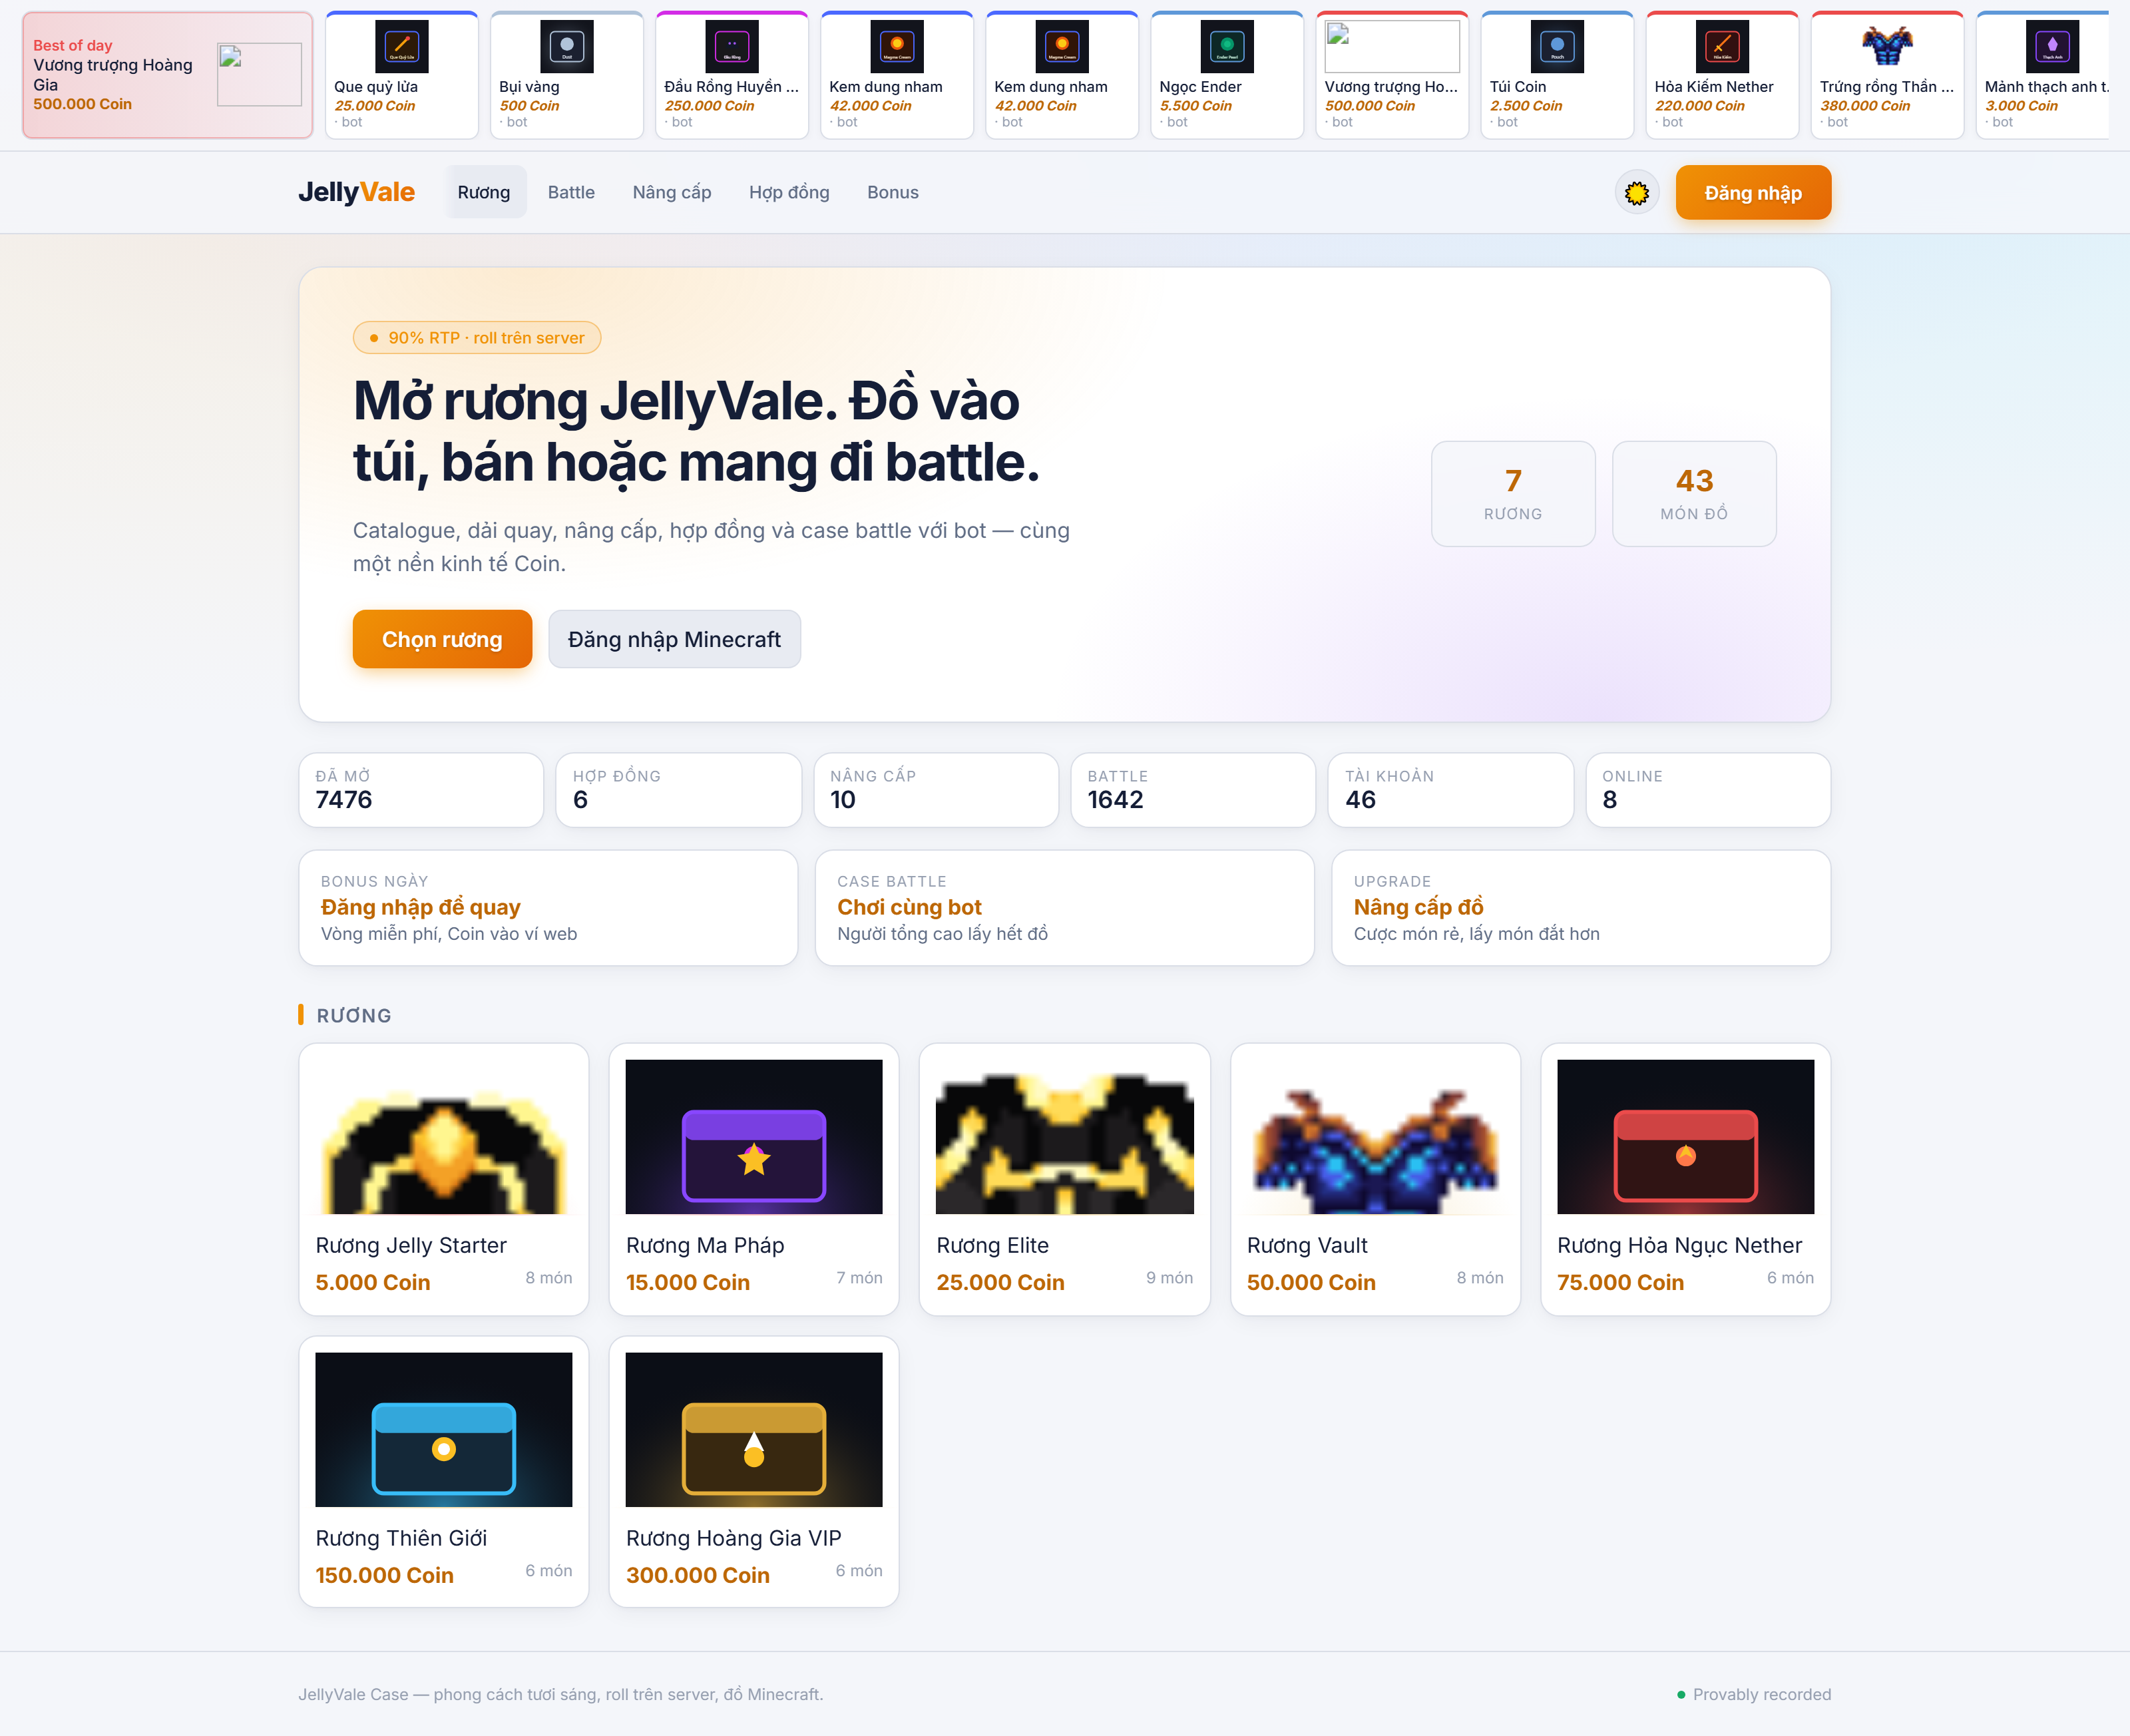 Best of day
Vương trượng Hoàng
Gia
500.000 Coin
Que quỷ lửa
25.000 Coin
· bot
Bụi vàng
500 Coin
· bot
Đầu Rồng Huyền ...
250.000 Coin
· bot
Kem dung nham
42.000 Coin
· bot
Kem dung nham
42.000 Coin
· bot
Ngọc Ender
5.500 Coin
· bot
Vương trượng Ho...
500.000 Coin
· bot
Túi Coin
2.500 Coin
· bot
Hỏa Kiếm Nether
220.000 Coin
· bot
Trứng rồng Thần ...
380.000 Coin
· bot
Mảnh thạch anh t.
3.000 Coin
· bot
JellyVale
Rương
Battle
Nâng cấp
Hợp đồng
Bonus
Đăng nhập
90% RTP · roll trên server
Mở rương JellyVale. Đồ vào
túi, bán hoặc mang đi battle.
Catalogue, dải quay, nâng cấp, hợp đồng và case battle với bot — cùng
một nền kinh tế Coin.
Chọn rương
Đăng nhập Minecraft
7
RƯƠNG
43
MÓN ĐỒ
ĐÃ MỞ
7476
HỢP ĐỒNG
6
NÂNG CẤP
10
BATTLE
1642
TÀI KHOẢN
46
ONLINE
8
BONUS NGÀY
Đăng nhập để quay
Vòng miễn phí, Coin vào ví web
CASE BATTLE
Chơi cùng bot
Người tổng cao lấy hết đồ
UPGRADE
Nâng cấp đồ
Cược món rẻ, lấy món đắt hơn
RƯƠNG
Rương Jelly Starter
5.000 Coin
8 món
Rương Ma Pháp
15.000 Coin
7 món
Rương Elite
25.000 Coin
9 món
Rương Vault
50.000 Coin
8 món
Rương Hỏa Ngục Nether
75.000 Coin
6 món
Rương Thiên Giới
150.000 Coin
6 món
Rương Hoàng Gia VIP
300.000 Coin
6 món
JellyVale Case — phong cách tươi sáng, roll trên server, đồ Minecraft.
Provably recorded